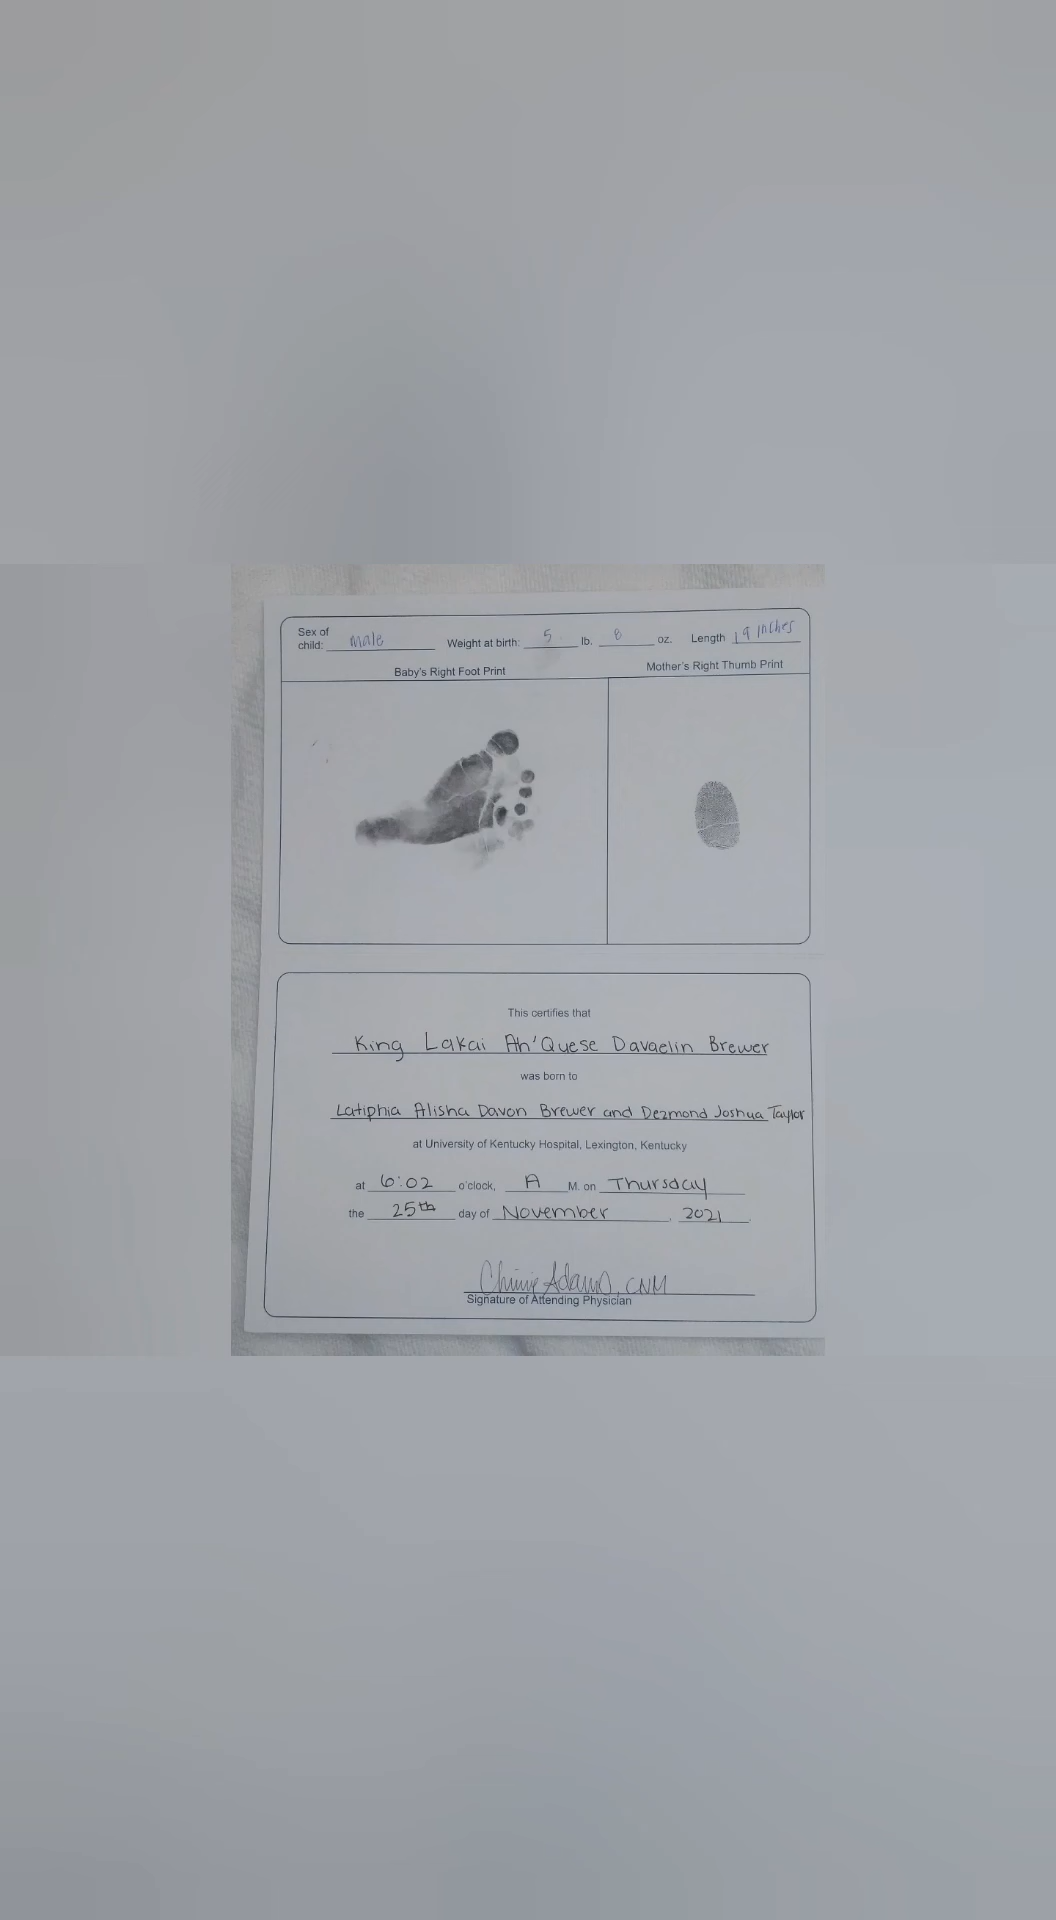 Sex of
child: male Weight at birth: 5 lb. 8 oz. Length 19 inches
Baby's Right Foot Print Mother's Right Thumb Print
This certifies that
King Lakai Ah'Quese Davaelin Brewer
was born to
Latiphia Alisha Davon Brewer and Dezmond Joshua Taylor
at University of Kentucky Hospital, Lexington, Kentucky
at 6:02 o'clock, A M. on Thursday
the 25th day of November, 2021
Adams, CNM
Signature of Attending Physician